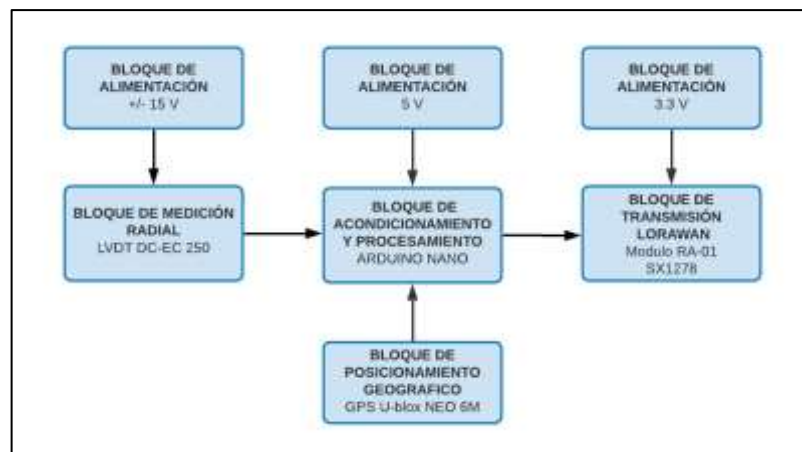 BLOQUE DE
ALIMENTACIÓN
+/- 15 V
BLOQUE DE
ALIMENTACIÓN
5 V
BLOQUE DE
ALIMENTACIÓN
3.3 V
BLOQUE DE MEDICIÓN
RADIAL
LVDT DC-EC 250
BLOQUE DE
ACONDICIONAMIENTO
Y PROCESAMIENTO
ARDUINO NANO
BLOQUE DE
TRANSMISIÓN
LORAWAN
Modulo RA-01
SX1278
BLOQUE DE
POSICIONAMIENTO
GEOGRAFICO
GPS U-blox NEO 6M